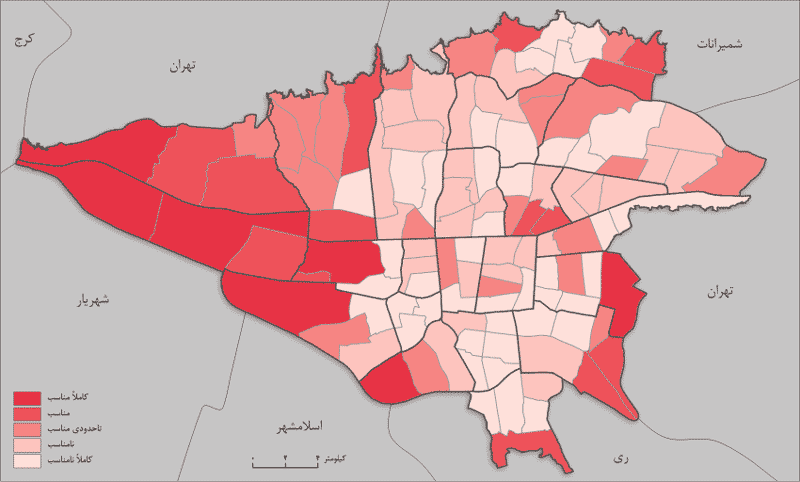 شمیرانات
کرج
تهران
تهران
شهریار
اسلامشهر
ری
کاملاً مناسب
مناسب
تاحدودی مناسب
نامناسب
کاملاً نامناسب
۴ ۲ ۰ کیلومتر